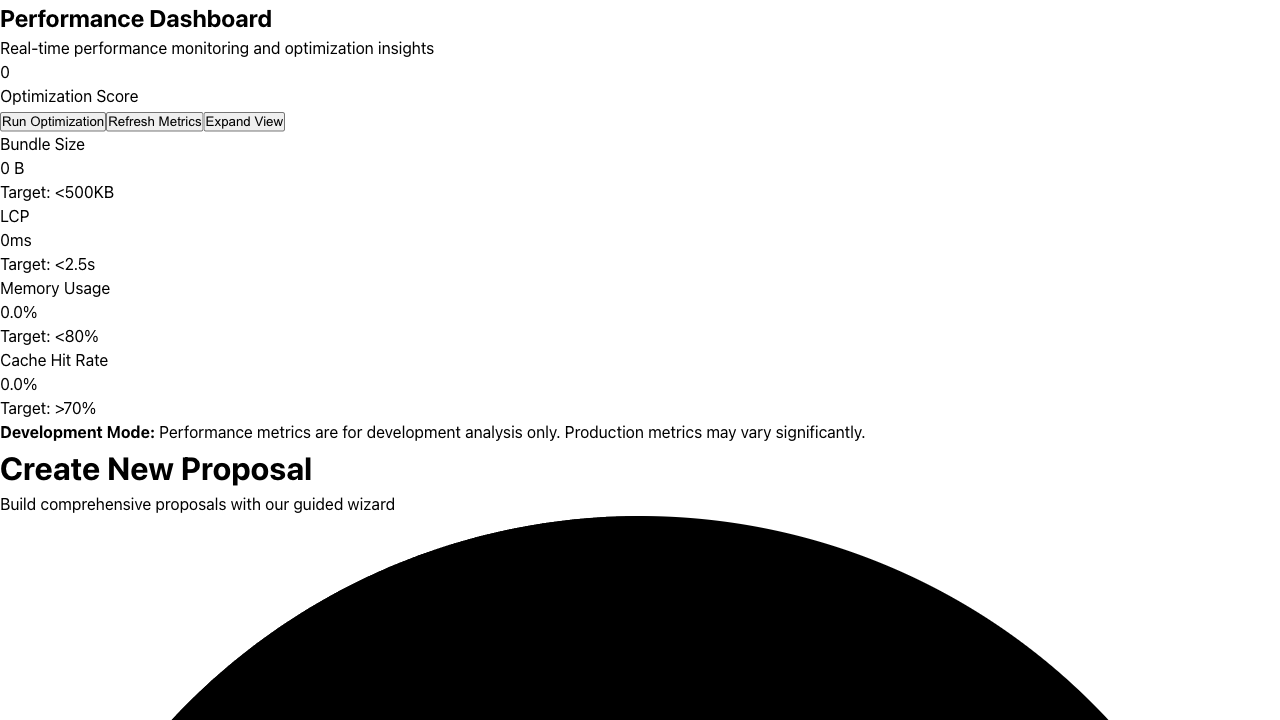 Performance Dashboard
Real-time performance monitoring and optimization insights
0
Optimization Score
Run Optimization Refresh Metrics Expand View
Bundle Size
0 B
Target: <500KB
LCP
0ms
Target: <2.5s
Memory Usage
0.0%
Target: <80%
Cache Hit Rate
0.0%
Target: >70%
Development Mode: Performance metrics are for development analysis only. Production metrics may vary significantly.
Create New Proposal
Build comprehensive proposals with our guided wizard